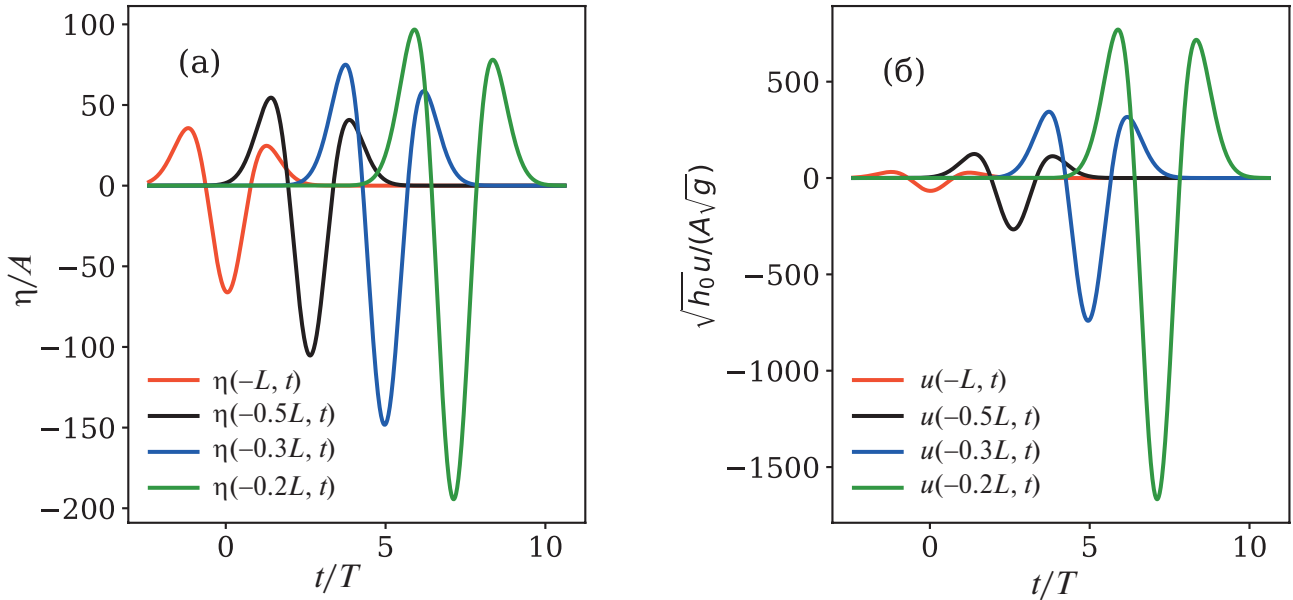 (а)
100
50
0
−50
−100
−150
−200
η/A
η(–L, t)
η(–0.5L, t)
η(–0.3L, t)
η(–0.2L, t)
0 5 10
t/T
(б)
500
0
−500
−1000
−1500
√h₀u/(A√g)
u(–L, t)
u(–0.5L, t)
u(–0.3L, t)
u(–0.2L, t)
0 5 10
t/T